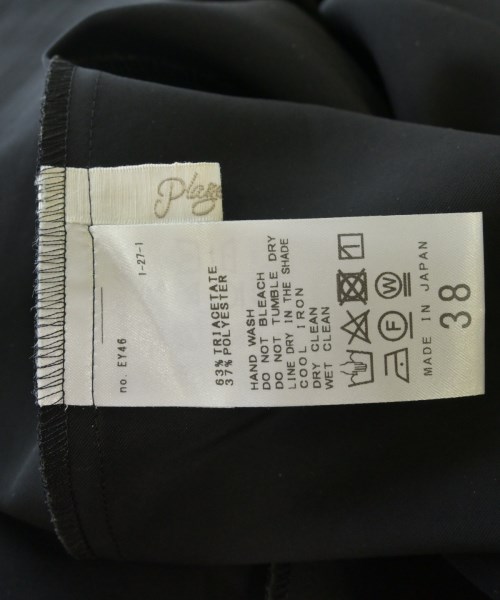 no. EY46
1-27-1
63% TRIACETATE
37% POLYESTER
HAND WASH
DO NOT BLEACH
DO NOT TUMBLE DRY
LINE DRY IN THE SHADE
COOL IRON
DRY CLEAN
WET CLEAN
F
W
MADE IN JAPAN
38